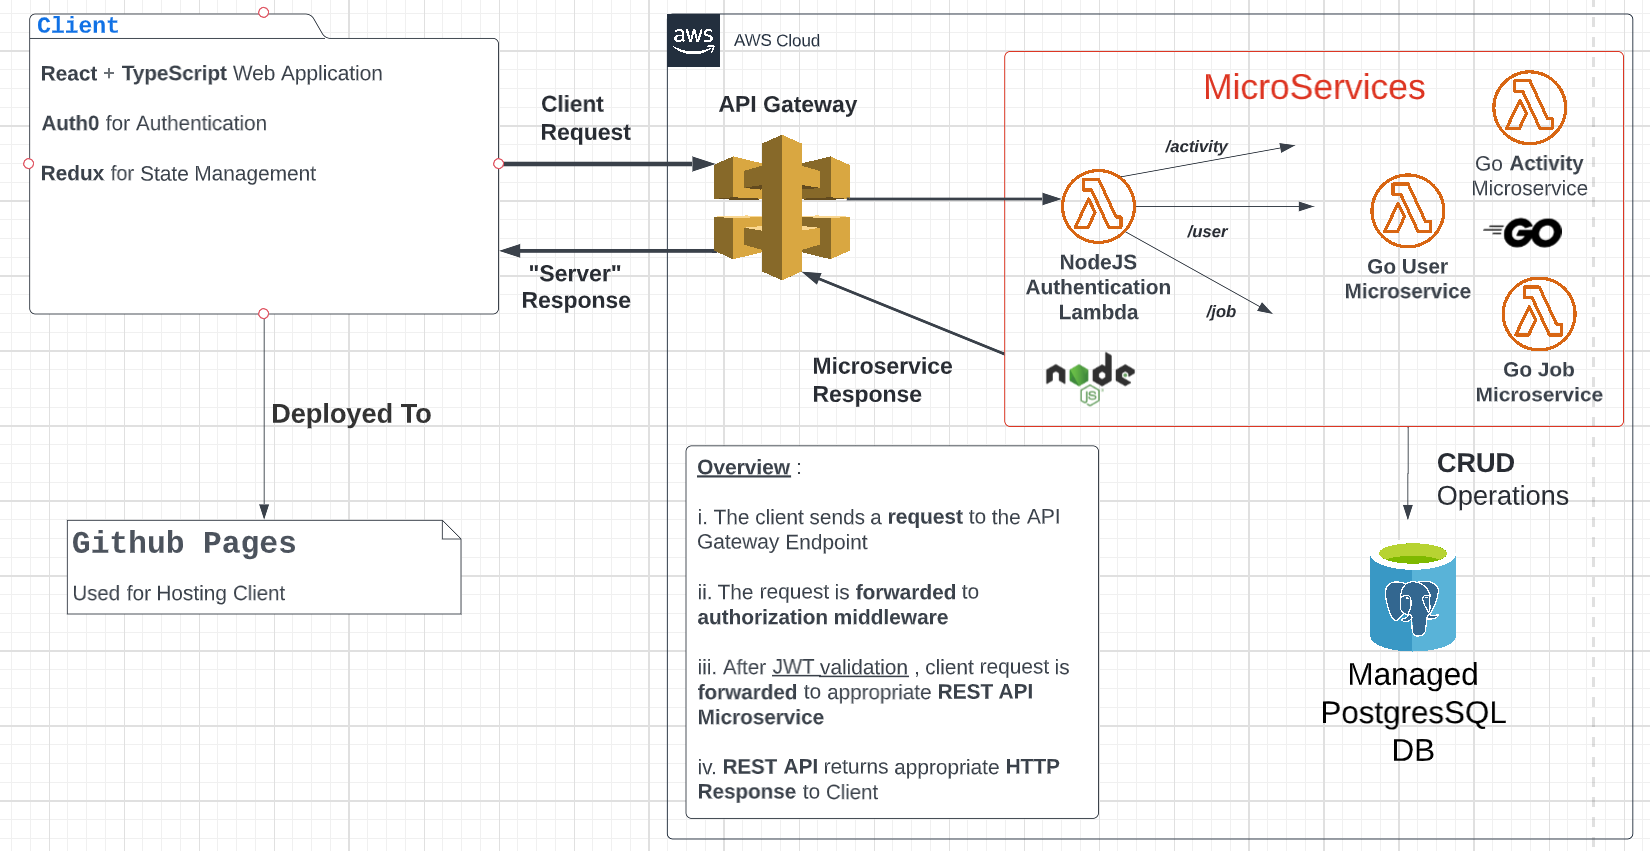 Client
React + TypeScript Web Application
Auth0 for Authentication
Redux for State Management
Client
Request
"Server"
Response
Deployed To
Github Pages
Used for Hosting Client
aws
AWS Cloud
API Gateway
Microservice
Response
MicroServices
/activity
/user
/job
NodeJS
Authentication
Lambda
node
JS
Go User
Microservice
Go Activity
Microservice
GO
Go Job
Microservice
Overview :
i. The client sends a request to the API
Gateway Endpoint
ii. The request is forwarded to
authorization middleware
iii. After JWT validation , client request is
forwarded to appropriate REST API
Microservice
iv. REST API returns appropriate HTTP
Response to Client
CRUD
Operations
Managed
PostgresSQL
DB